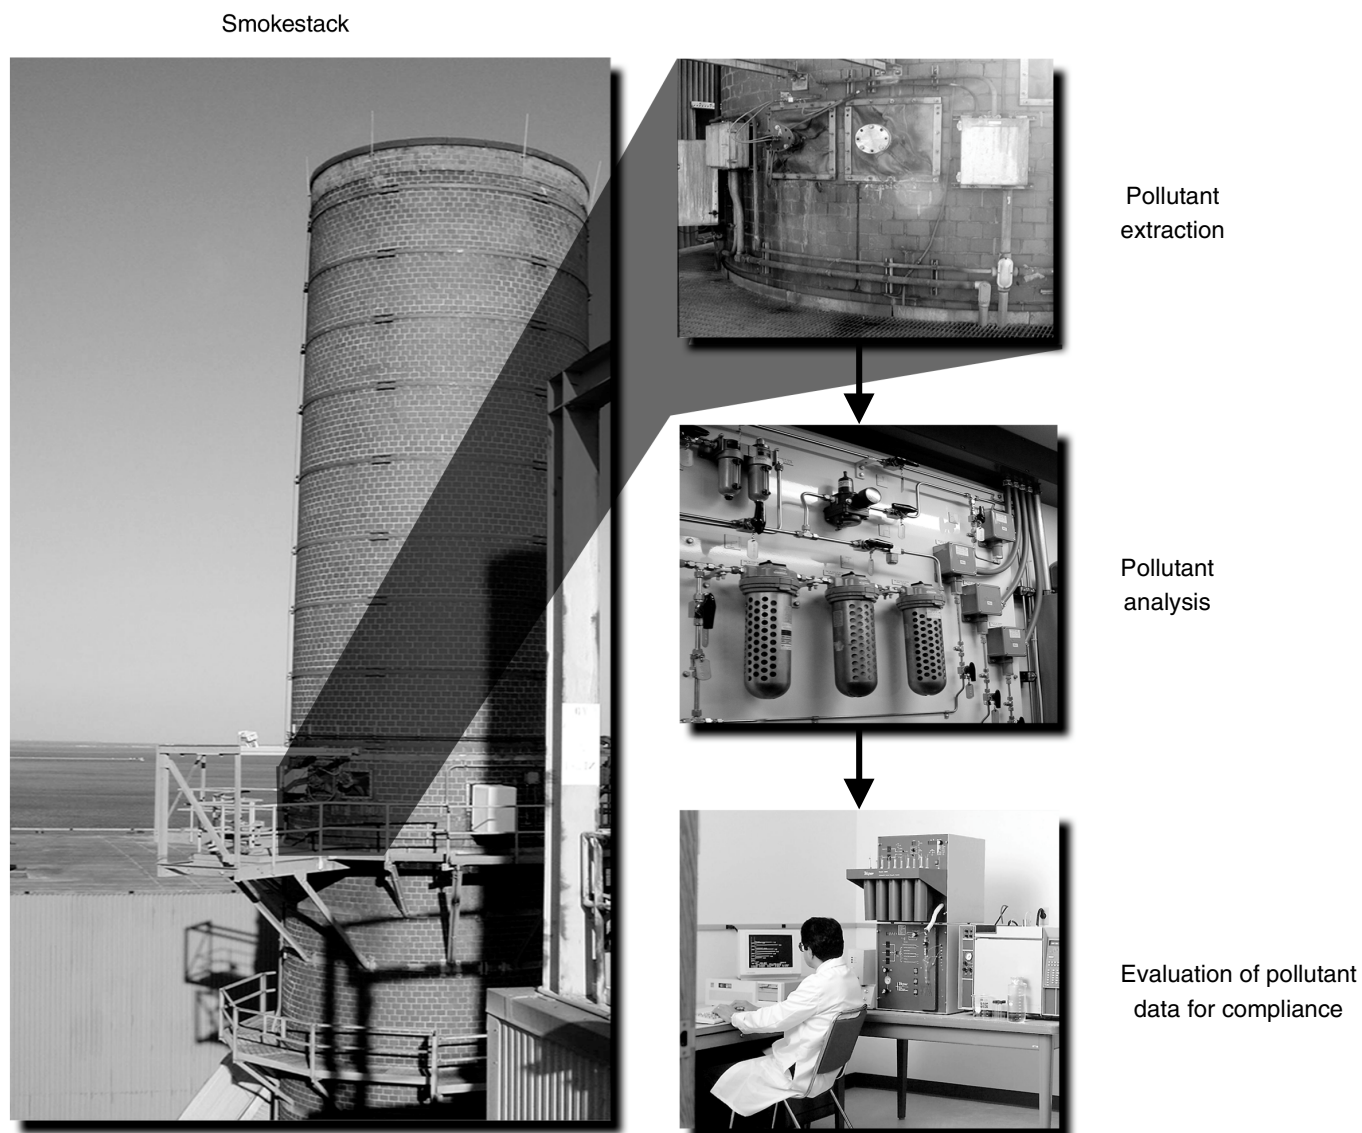 Smokestack
Pollutant
extraction
Pollutant
analysis
Evaluation of pollutant
data for compliance